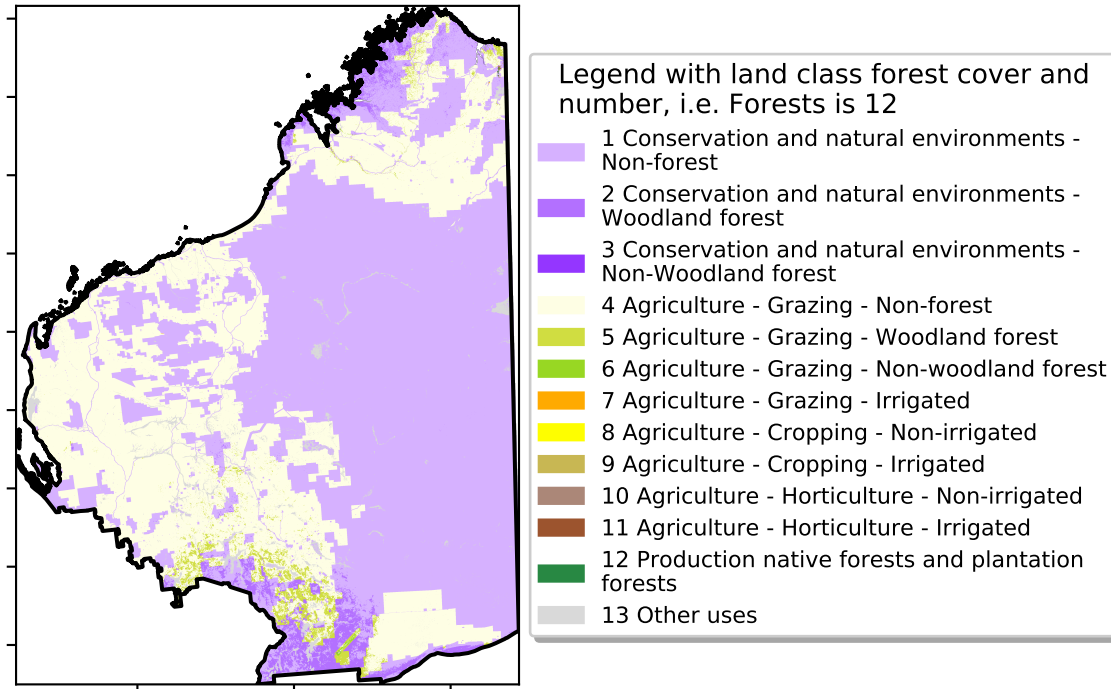 Legend with land class forest cover and
number, i.e. Forests is 12
1 Conservation and natural environments -
Non-forest
2 Conservation and natural environments -
Woodland forest
3 Conservation and natural environments -
Non-Woodland forest
4 Agriculture - Grazing - Non-forest
5 Agriculture - Grazing - Woodland forest
6 Agriculture - Grazing - Non-woodland forest
7 Agriculture - Grazing - Irrigated
8 Agriculture - Cropping - Non-irrigated
9 Agriculture - Cropping - Irrigated
10 Agriculture - Horticulture - Non-irrigated
11 Agriculture - Horticulture - Irrigated
12 Production native forests and plantation
forests
13 Other uses